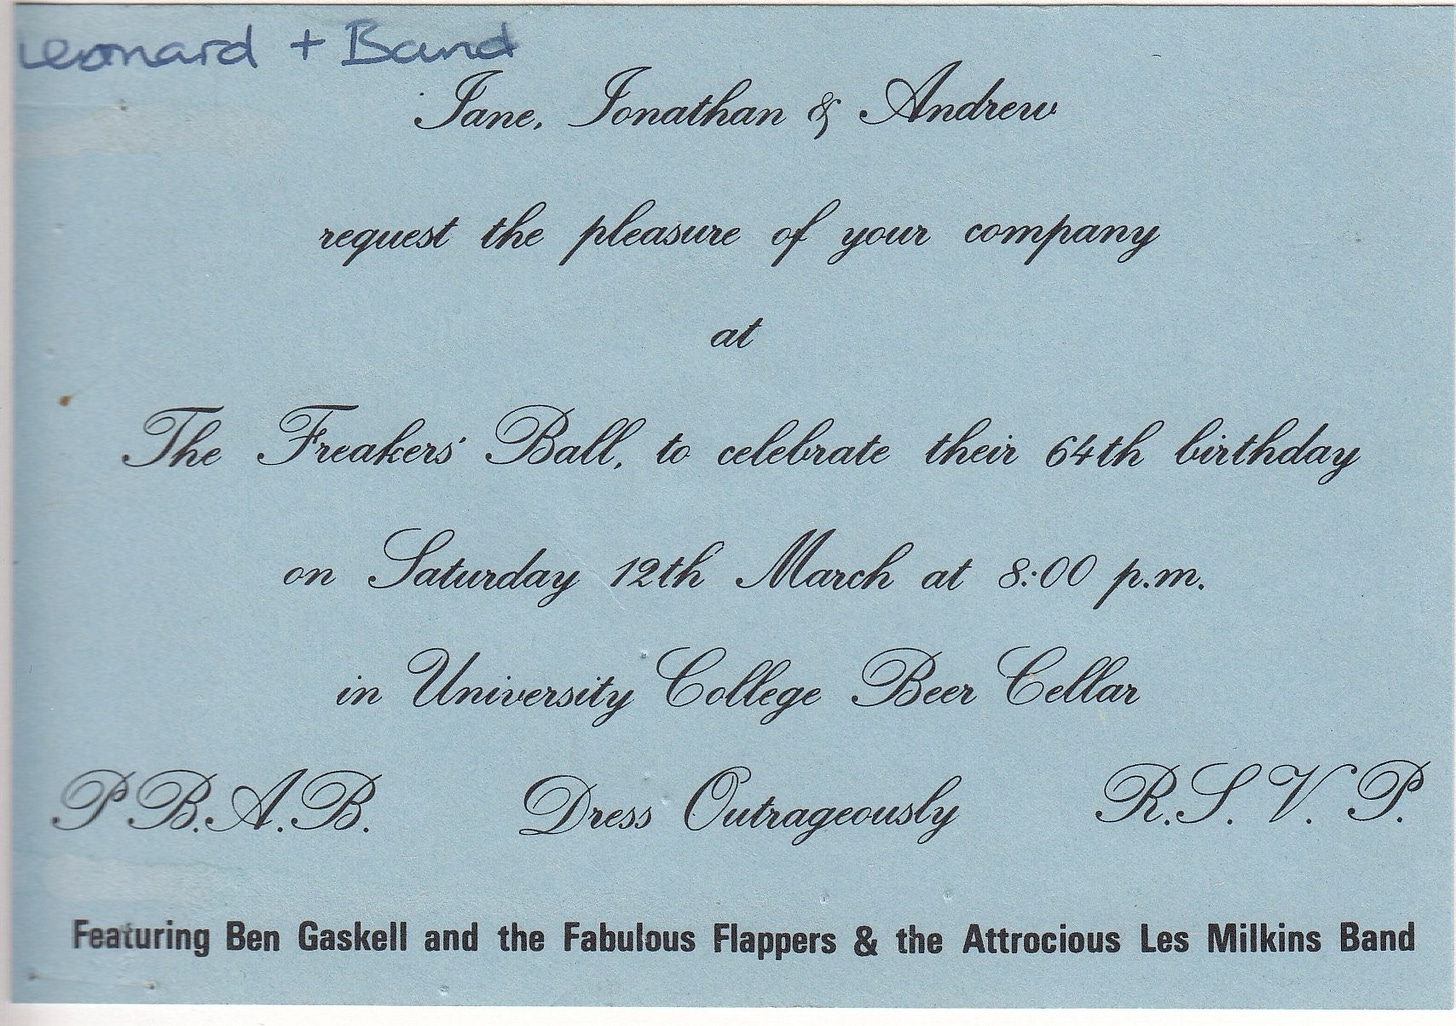 Leonard + Band
Jane, Jonathan & Andrew
request the pleasure of your company
at
The Freakers' Ball, to celebrate their 64th birthday
on Saturday 12th March at 8:00 p.m.
in University College Beer Cellar
P.B.A.B. Dress Outrageously R.S.V.P.
Featuring Ben Gaskell and the Fabulous Flappers & the Attrocious Les Milkins Band